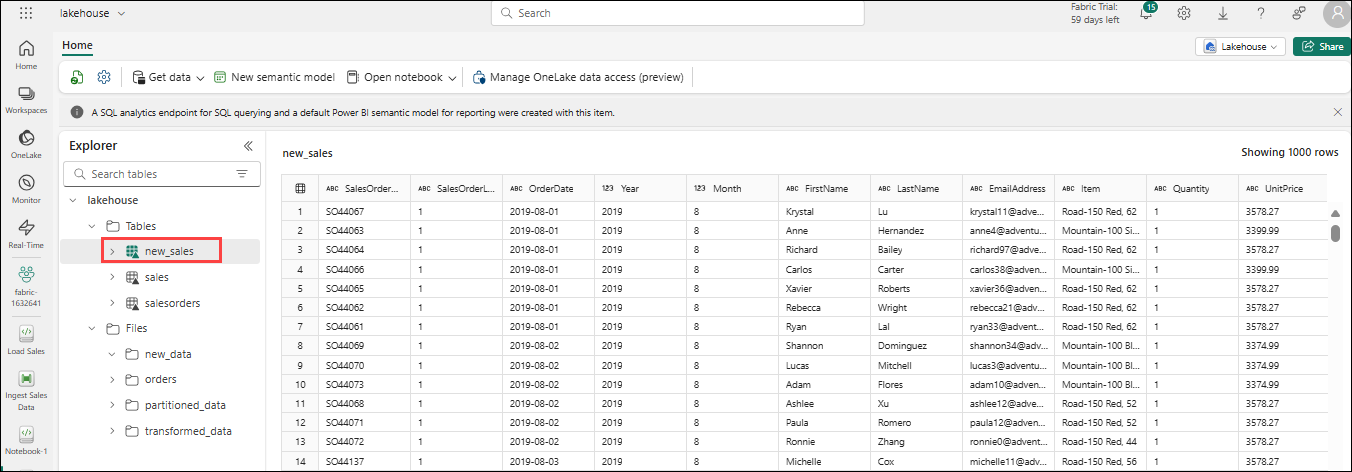 lakehouse
Search
Fabric Trial:
59 days left
15
Home
Lakehouse
Share
Get data
New semantic model
Open notebook
Manage OneLake data access (preview)
A SQL analytics endpoint for SQL querying and a default Power BI semantic model for reporting were created with this item.
Home
Workspaces
OneLake
Monitor
Real-Time
fabric-
1632641
Load Sales
Ingest Sales
Data
Notebook-1
Explorer
Search tables
lakehouse
Tables
new_sales
sales
salesorders
Files
new_data
orders
partitioned_data
transformed_data
new_sales
Showing 1000 rows
ABC SalesOrder... ABC SalesOrderL... ABC OrderDate 123 Year 123 Month ABC FirstName ABC LastName ABC EmailAddress ABC Item ABC Quantity ABC UnitPrice
1 SO44067 1 2019-08-01 2019 8 Krystal Lu krystal11@adve... Road-150 Red, 62 1 3578.27
2 SO44063 1 2019-08-01 2019 8 Anne Hernandez anne4@adventu... Mountain-100 Si... 1 3399.99
3 SO44064 1 2019-08-01 2019 8 Richard Bailey richard97@adve... Road-150 Red, 62 1 3578.27
4 SO44066 1 2019-08-01 2019 8 Carlos Carter carlos38@adven... Mountain-100 Si... 1 3399.99
5 SO44065 1 2019-08-01 2019 8 Xavier Roberts xavier36@adven... Road-150 Red, 62 1 3578.27
6 SO44062 1 2019-08-01 2019 8 Rebecca Wright rebecca21@adve... Road-150 Red, 62 1 3578.27
7 SO44061 1 2019-08-01 2019 8 Ryan Lal ryan33@advent... Road-150 Red, 62 1 3578.27
8 SO44069 1 2019-08-02 2019 8 Shannon Dominguez shannon34@adv... Mountain-100 Bl... 1 3374.99
9 SO44070 1 2019-08-02 2019 8 Lucas Mitchell lucas3@adventu... Mountain-100 Bl... 1 3374.99
10 SO44073 1 2019-08-02 2019 8 Adam Flores adam10@advent... Mountain-100 Bl... 1 3374.99
11 SO44068 1 2019-08-02 2019 8 Ashlee Xu ashlee12@adve... Road-150 Red, 52 1 3578.27
12 SO44071 1 2019-08-02 2019 8 Paula Romero paula12@adven... Road-150 Red, 52 1 3578.27
13 SO44072 1 2019-08-02 2019 8 Ronnie Zhang ronnie0@advent... Road-150 Red, 44 1 3578.27
14 SO44137 1 2019-08-03 2019 8 Michelle Cox michelle11@adv... Road-150 Red, 56 1 3578.27